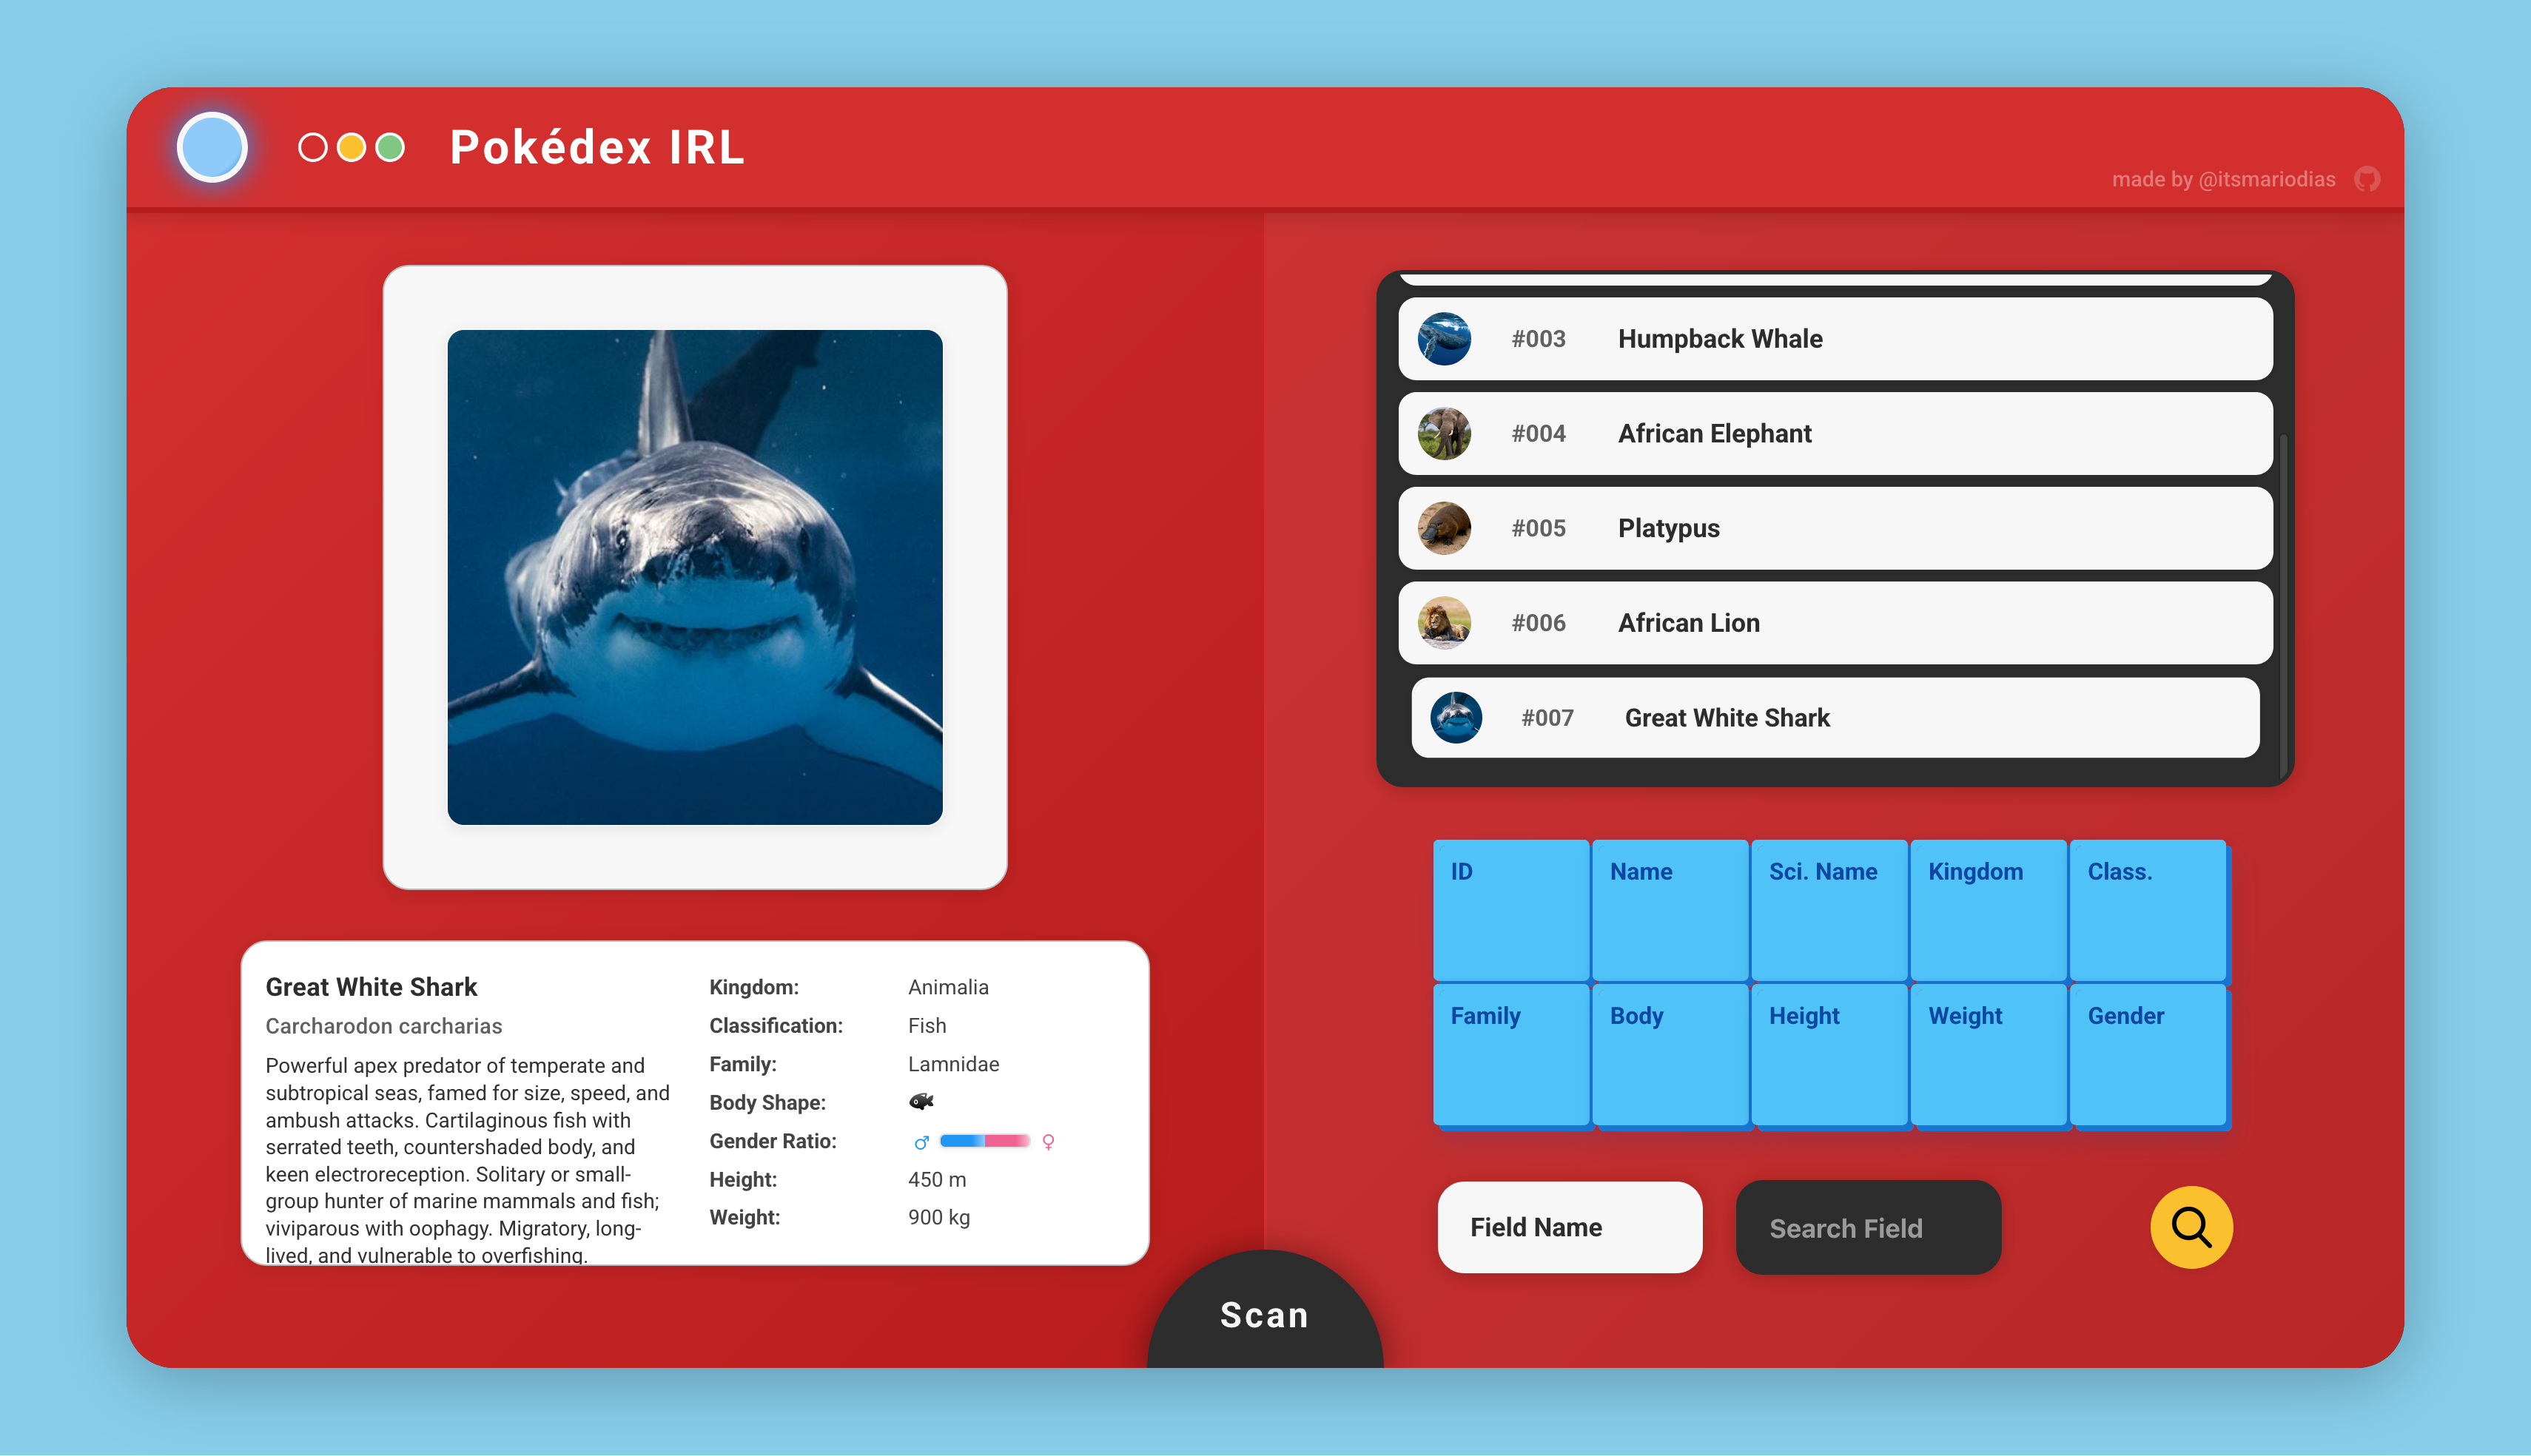 Pokédex IRL
made by @itsmariodias
Great White Shark
Carcharodon carcharias
Powerful apex predator of temperate and
subtropical seas, famed for size, speed, and
ambush attacks. Cartilaginous fish with
serrated teeth, countershaded body, and
keen electroreception. Solitary or small-
group hunter of marine mammals and fish;
viviparous with oophagy. Migratory, long-
lived, and vulnerable to overfishing.
Kingdom: Animalia
Classification: Fish
Family: Lamnidae
Body Shape:
Gender Ratio: ♂ ♀
Height: 450 m
Weight: 900 kg
Scan
#003 Humpback Whale
#004 African Elephant
#005 Platypus
#006 African Lion
#007 Great White Shark
ID Name Sci. Name Kingdom Class.
Family Body Height Weight Gender
Field Name Search Field